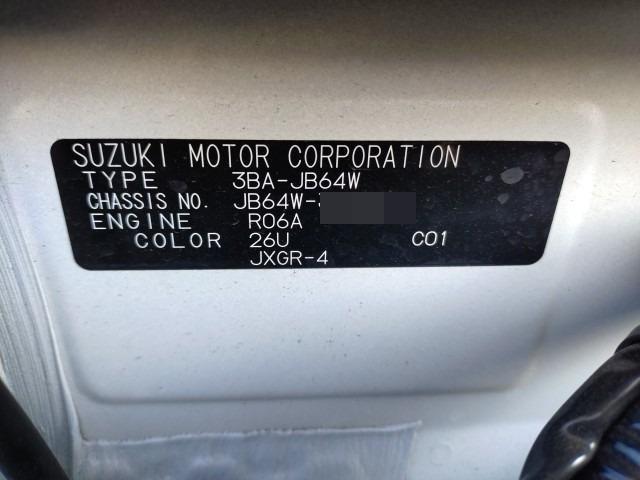 SUZUKI MOTOR CORPORATION
TYPE 3BA-JB64W
CHASSIS NO. JB64W-
ENGINE R06A
COLOR 26U C01
JXGR-4